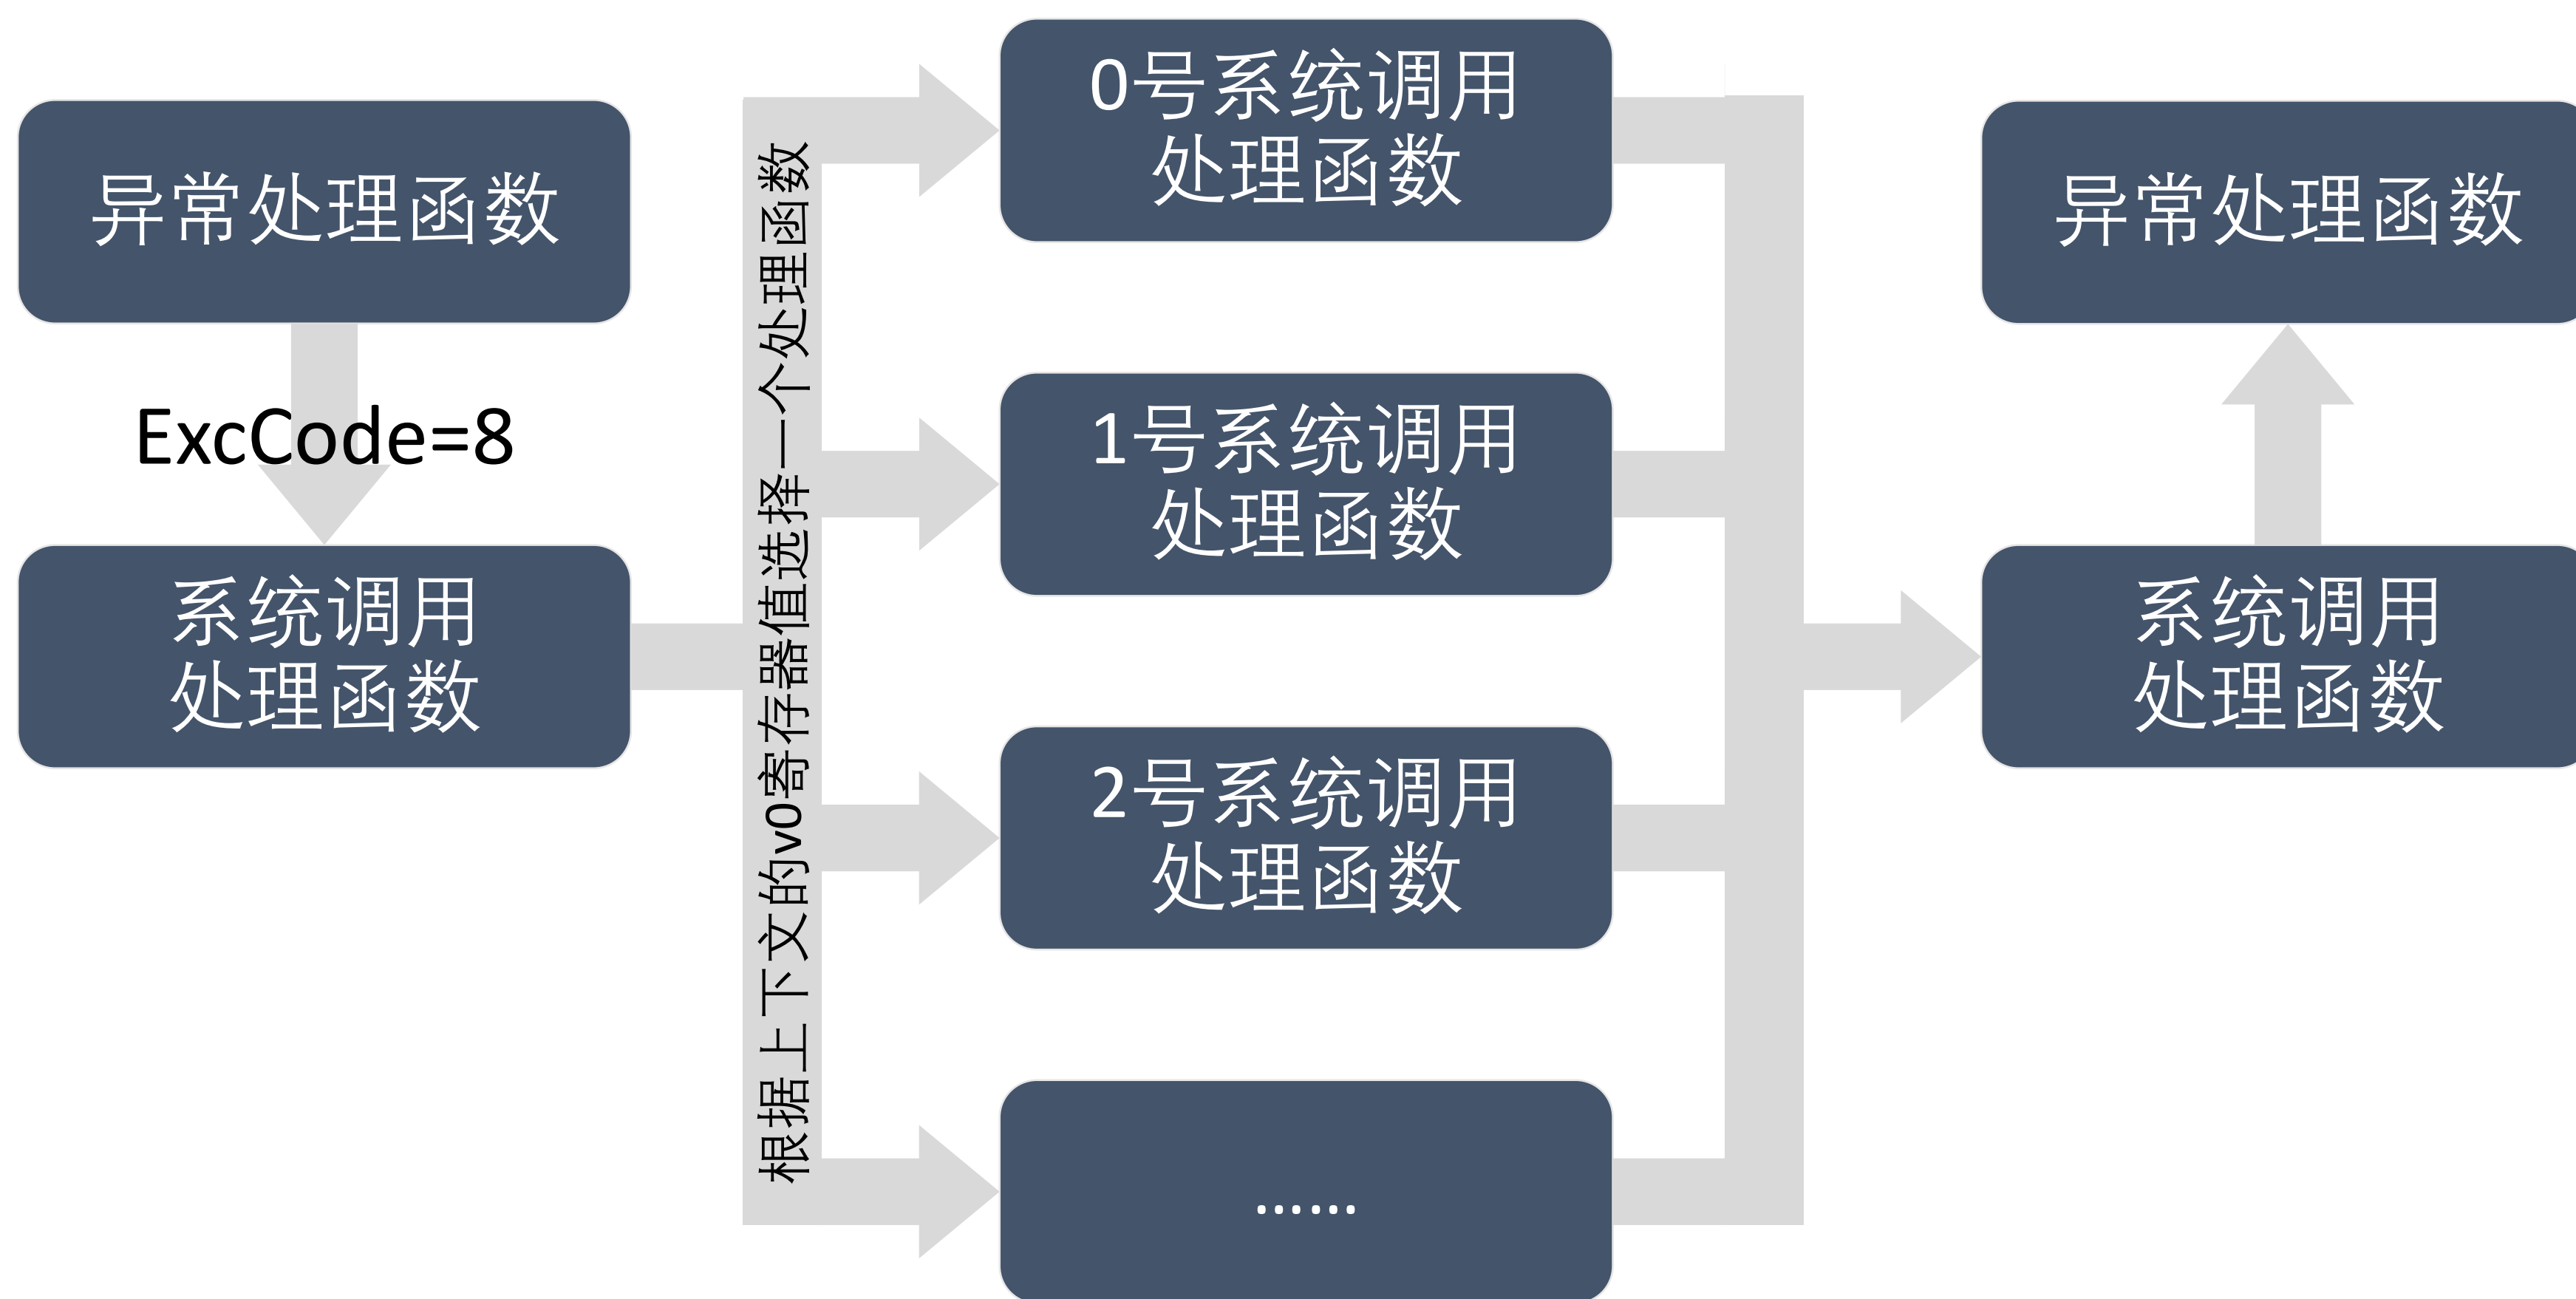 异常处理函数
ExcCode=8
系统调用
处理函数
根据上下文的v0寄存器值选择一个处理函数
0号系统调用
处理函数
1号系统调用
处理函数
2号系统调用
处理函数
……
异常处理函数
系统调用
处理函数